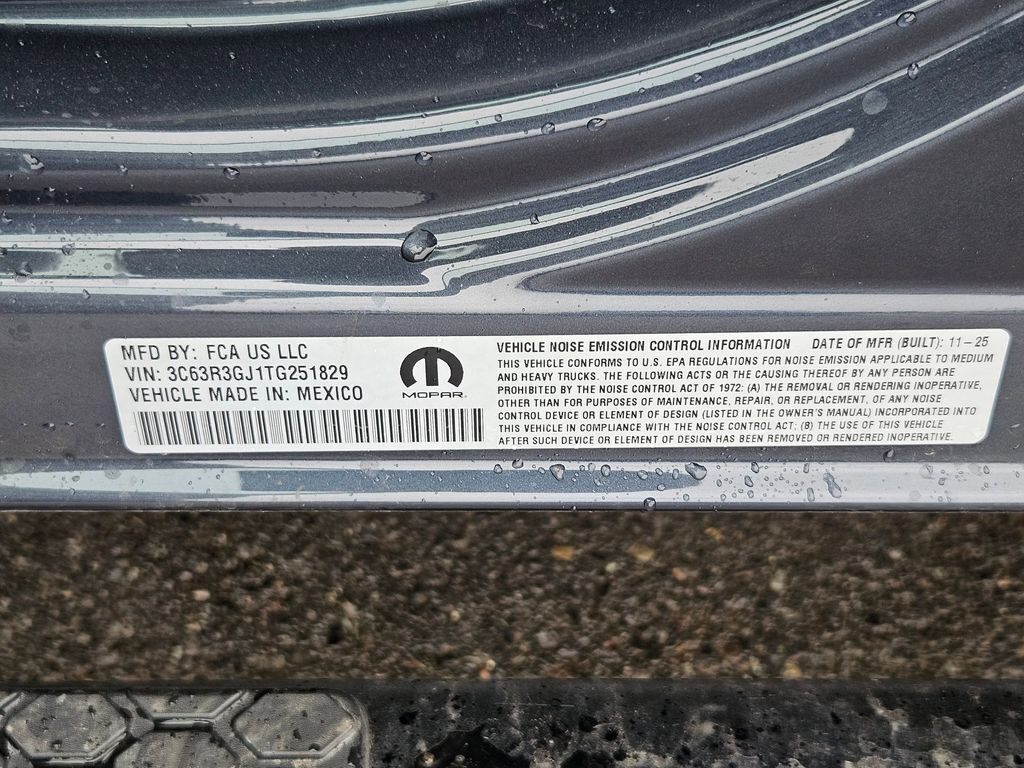 MFD BY: FCA US LLC
VIN: 3C63R3GJ1TG251829
VEHICLE MADE IN: MEXICO
MOPAR®
VEHICLE NOISE EMISSION CONTROL INFORMATION DATE OF MFR (BUILT): 11-25
THIS VEHICLE CONFORMS TO U.S. EPA REGULATIONS FOR NOISE EMISSION APPLICABLE TO MEDIUM
AND HEAVY TRUCKS. THE FOLLOWING ACTS OR THE CAUSING THEREOF BY ANY PERSON ARE
PROHIBITED BY THE NOISE CONTROL ACT OF 1972: (A) THE REMOVAL OR RENDERING INOPERATIVE,
OTHER THAN FOR PURPOSES OF MAINTENANCE, REPAIR, OR REPLACEMENT, OF ANY NOISE
CONTROL DEVICE OR ELEMENT OF DESIGN (LISTED IN THE OWNER'S MANUAL) INCORPORATED INTO
THIS VEHICLE IN COMPLIANCE WITH THE NOISE CONTROL ACT; (B) THE USE OF THIS VEHICLE
AFTER SUCH DEVICE OR ELEMENT OF DESIGN HAS BEEN REMOVED OR RENDERED INOPERATIVE.